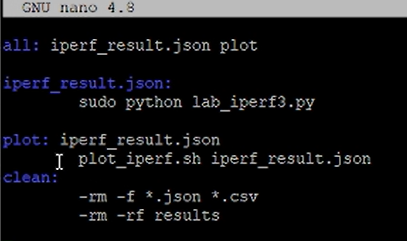 GNU nano 4.8
all: iperf_result.json plot
iperf_result.json:
sudo python lab_iperf3.py
plot: iperf_result.json
plot_iperf.sh iperf_result.json
clean:
-rm -f *.json *.csv
-rm -rf results